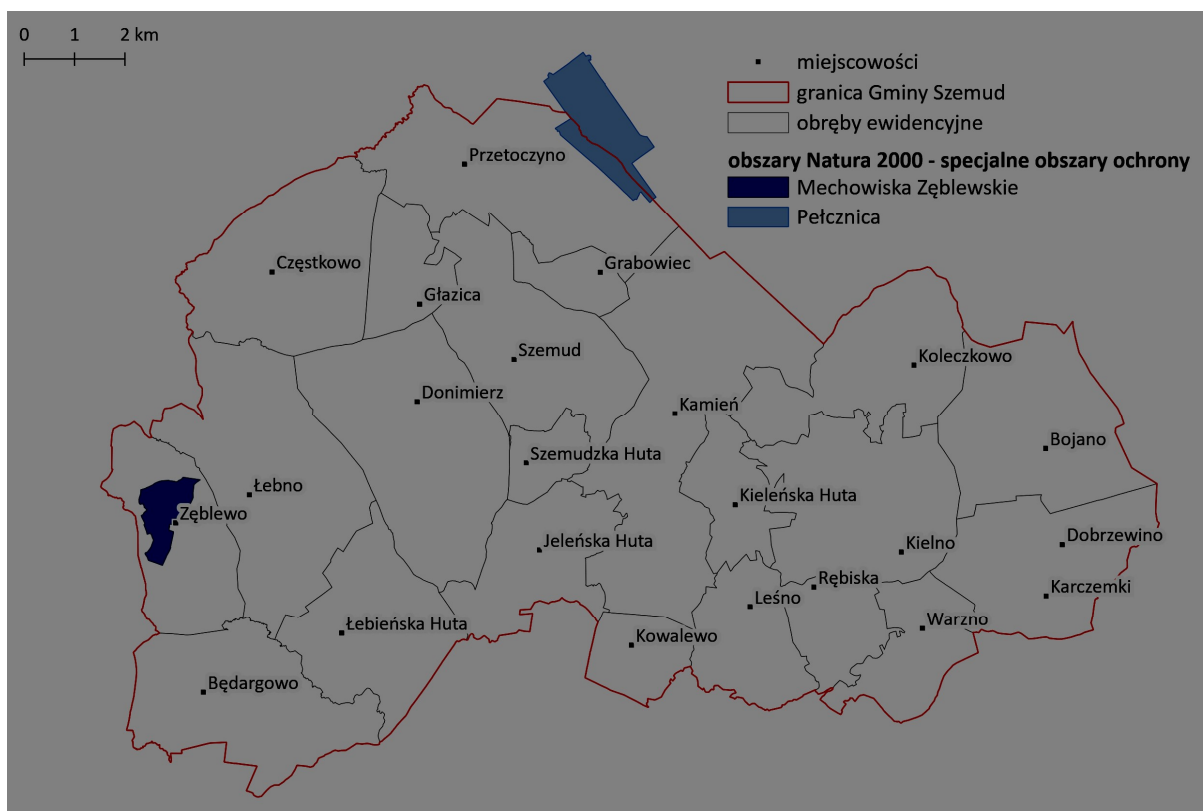 0 1 2 km
miejscowości
granica Gminy Szemud
obręby ewidencyjne
obszary Natura 2000 - specjalne obszary ochrony
Mechowiska Zęblewskie
Pełcznica
Przetoczyno
Częstkowo
Grabowiec
Głazica
Szemud
Koleczkowo
Donimierz
Kamień
Bojano
Szemudzka Huta
Łebno
Kieleńska Huta
Zęblewo
Jeleńska Huta
Kielno
Dobrzewino
Rębiska
Karczemki
Leśno
Łebieńska Huta
Warzno
Kowalewo
Będargowo